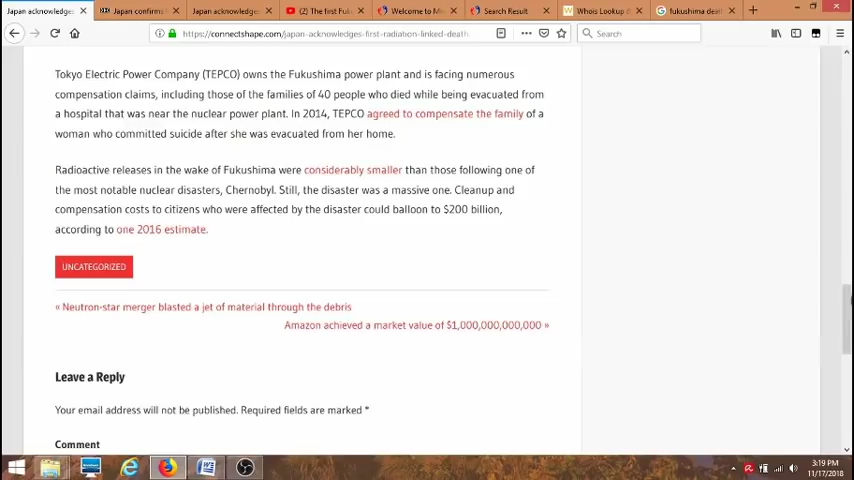 Japan acknowledges
Japan confirms
Japan acknowledges
(2) The first Fuk
Welcome to M
Search Result
Whois Lookup
fukushima deat
https://connectshape.com/japan-acknowledges-first-radiation-linked-death
Search
Tokyo Electric Power Company (TEPCO) owns the Fukushima power plant and is facing numerous
compensation claims, including those of the families of 40 people who died while being evacuated from
a hospital that was near the nuclear power plant. In 2014, TEPCO agreed to compensate the family of a
woman who committed suicide after she was evacuated from her home.
Radioactive releases in the wake of Fukushima were considerably smaller than those following one of
the most notable nuclear disasters, Chernobyl. Still, the disaster was a massive one. Cleanup and
compensation costs to citizens who were affected by the disaster could balloon to $200 billion,
according to one 2016 estimate.
UNCATEGORIZED
« Neutron-star merger blasted a jet of material through the debris
Amazon achieved a market value of $1,000,000,000,000 »
Leave a Reply
Your email address will not be published. Required fields are marked *
Comment
3:19 PM
11/17/2018